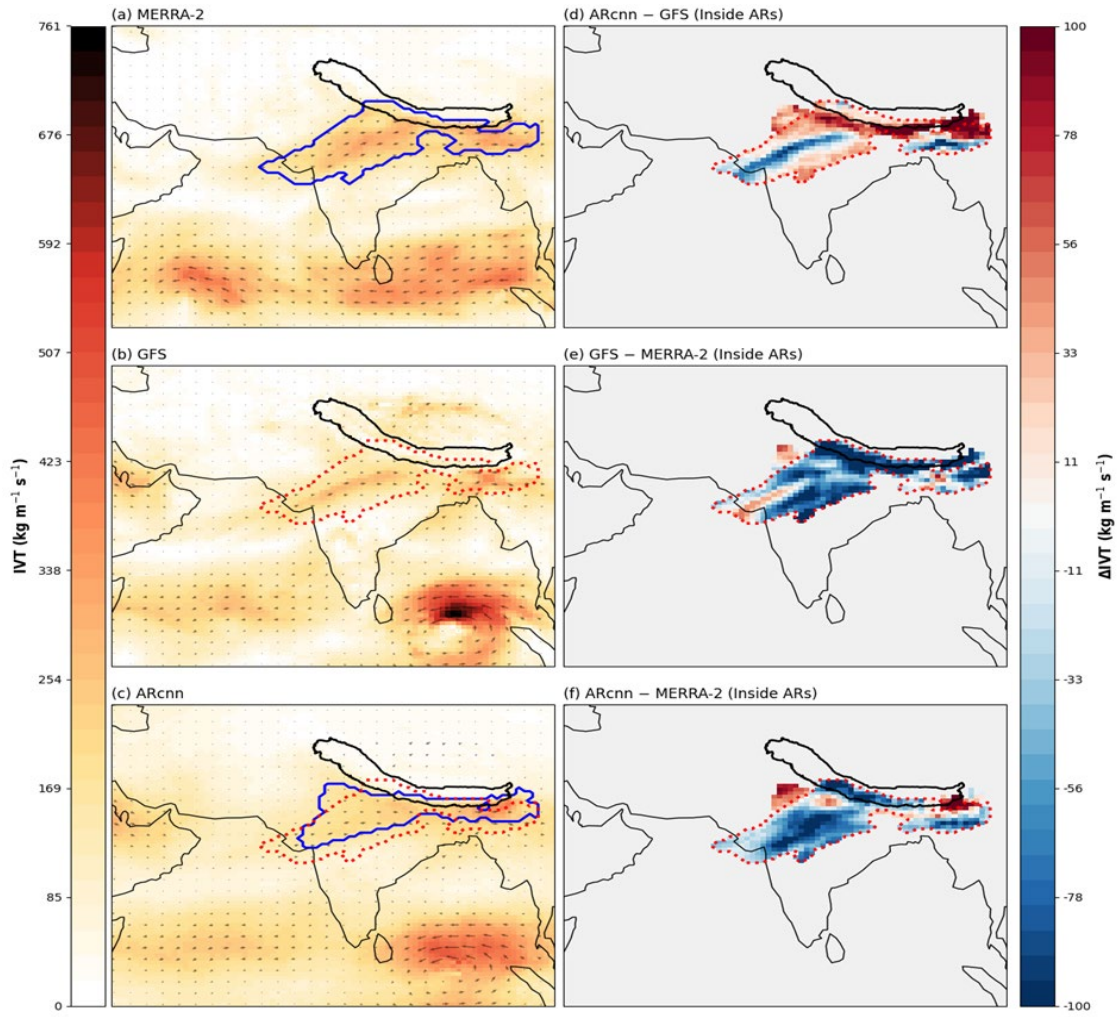 (a) MERRA-2
(d) ARcnn − GFS (Inside ARs)
761
676
592
507
423
338
254
169
85
0
IVT (kg m⁻¹ s⁻¹)
(b) GFS
(e) GFS − MERRA-2 (Inside ARs)
(c) ARcnn
(f) ARcnn − MERRA-2 (Inside ARs)
100
78
56
33
11
-11
-33
-56
-78
-100
ΔIVT (kg m⁻¹ s⁻¹)